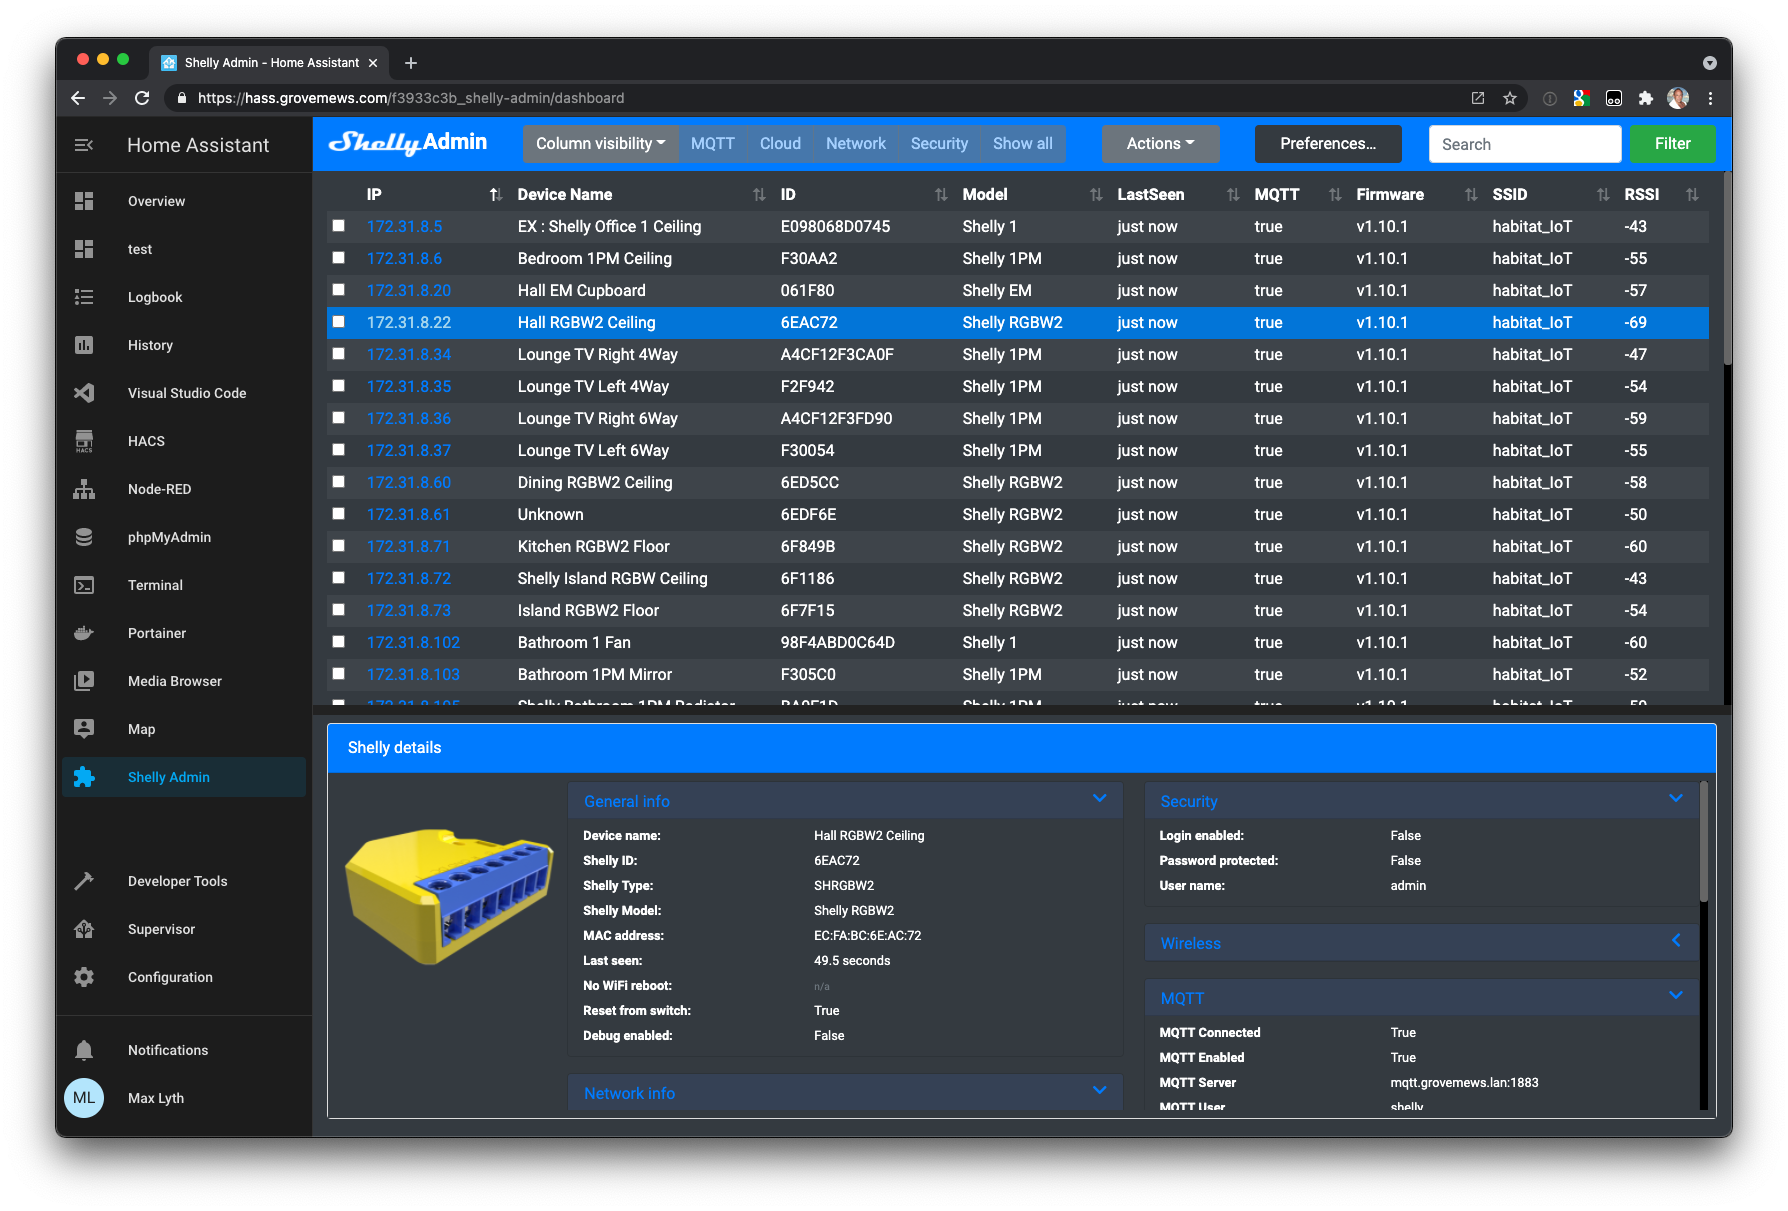 Shelly Admin - Home Assistant
https://hass.grovemews.com/f3933c3b_shelly-admin/dashboard
Home Assistant
Overview
test
Logbook
History
Visual Studio Code
HACS
HACS
Node-RED
phpMyAdmin
Terminal
Portainer
Media Browser
Map
Shelly Admin
Developer Tools
Supervisor
Configuration
Notifications
ML Max Lyth
Shelly Admin Column visibility MQTT Cloud Network Security Show all Actions Preferences... Search Filter
IP Device Name ID Model LastSeen MQTT Firmware SSID RSSI
172.31.8.5 EX : Shelly Office 1 Ceiling E098068D0745 Shelly 1 just now true v1.10.1 habitat_IoT -43
172.31.8.6 Bedroom 1PM Ceiling F30AA2 Shelly 1PM just now true v1.10.1 habitat_IoT -55
172.31.8.20 Hall EM Cupboard 061F80 Shelly EM just now true v1.10.1 habitat_IoT -57
172.31.8.22 Hall RGBW2 Ceiling 6EAC72 Shelly RGBW2 just now true v1.10.1 habitat_IoT -69
172.31.8.34 Lounge TV Right 4Way A4CF12F3CA0F Shelly 1PM just now true v1.10.1 habitat_IoT -47
172.31.8.35 Lounge TV Left 4Way F2F942 Shelly 1PM just now true v1.10.1 habitat_IoT -54
172.31.8.36 Lounge TV Right 6Way A4CF12F3FD90 Shelly 1PM just now true v1.10.1 habitat_IoT -59
172.31.8.37 Lounge TV Left 6Way F30054 Shelly 1PM just now true v1.10.1 habitat_IoT -55
172.31.8.60 Dining RGBW2 Ceiling 6ED5CC Shelly RGBW2 just now true v1.10.1 habitat_IoT -58
172.31.8.61 Unknown 6EDF6E Shelly RGBW2 just now true v1.10.1 habitat_IoT -50
172.31.8.71 Kitchen RGBW2 Floor 6F849B Shelly RGBW2 just now true v1.10.1 habitat_IoT -60
172.31.8.72 Shelly Island RGBW Ceiling 6F1186 Shelly RGBW2 just now true v1.10.1 habitat_IoT -43
172.31.8.73 Island RGBW2 Floor 6F7F15 Shelly RGBW2 just now true v1.10.1 habitat_IoT -54
172.31.8.102 Bathroom 1 Fan 98F4ABD0C64D Shelly 1 just now true v1.10.1 habitat_IoT -60
172.31.8.103 Bathroom 1PM Mirror F305C0 Shelly 1PM just now true v1.10.1 habitat_IoT -52
Shelly Bathroom 1PM Shelly 1PM just now true v1.10.1 habitat_IoT
Shelly details
General info
Device name: Hall RGBW2 Ceiling
Shelly ID: 6EAC72
Shelly Type: SHRGBW2
Shelly Model: Shelly RGBW2
MAC address: EC:FA:BC:6E:AC:72
Last seen: 49.5 seconds
No WiFi reboot: n/a
Reset from switch: True
Debug enabled: False
Network info
Security
Login enabled: False
Password protected: False
User name: admin
Wireless
MQTT
MQTT Connected True
MQTT Enabled True
MQTT Server mqtt.grovemews.lan:1883
MQTT User shelly